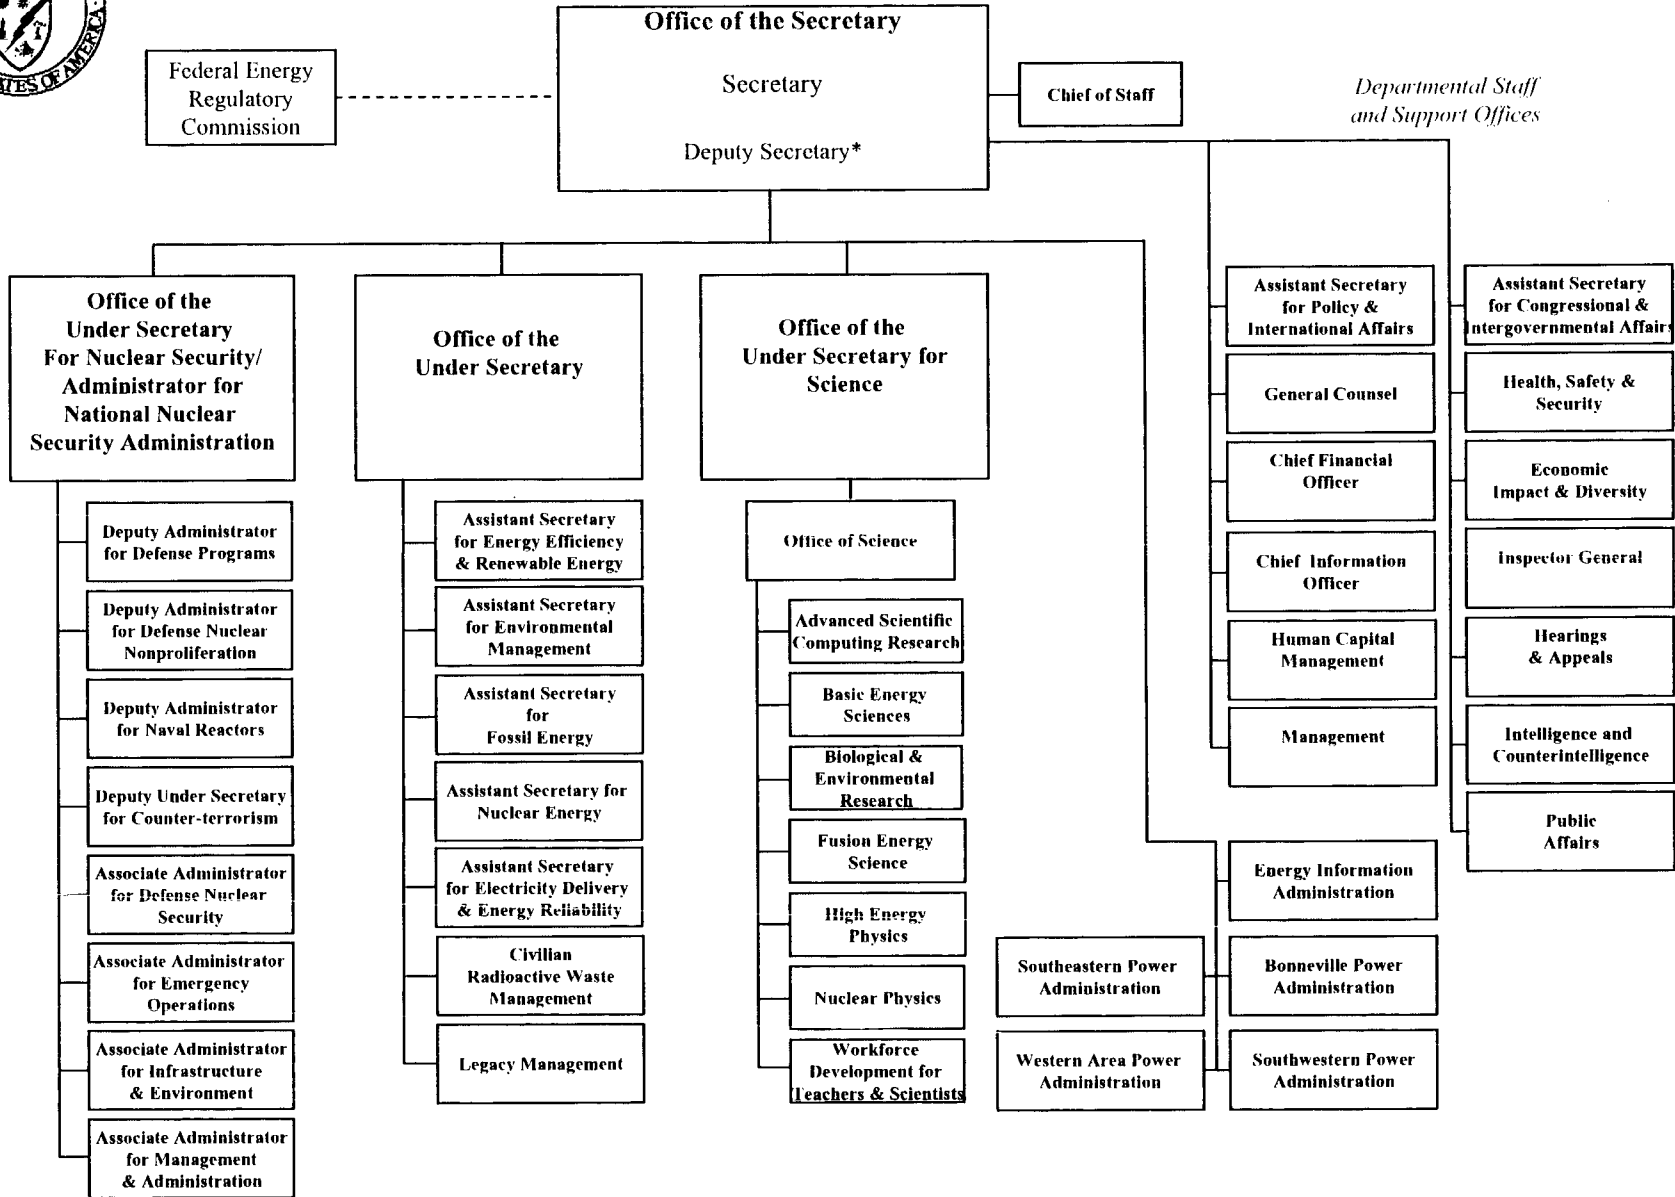 TES OF AMERICA
Office of the Secretary
Secretary
Deputy Secretary*
Federal Energy
Regulatory
Commission
Chief of Staff
Departmental Staff
and Support Offices
Office of the
Under Secretary
For Nuclear Security/
Administrator for
National Nuclear
Security Administration
Deputy Administrator
for Defense Programs
Deputy Administrator
for Defense Nuclear
Nonproliferation
Deputy Administrator
for Naval Reactors
Deputy Under Secretary
for Counter-terrorism
Associate Administrator
for Defense Nuclear
Security
Associate Administrator
for Emergency
Operations
Associate Administrator
for Infrastructure
& Environment
Associate Administrator
for Management
& Administration
Office of the
Under Secretary
Assistant Secretary
for Energy Efficiency
& Renewable Energy
Assistant Secretary
for Environmental
Management
Assistant Secretary
for
Fossil Energy
Assistant Secretary for
Nuclear Energy
Assistant Secretary
for Electricity Delivery
& Energy Reliability
Civilian
Radioactive Waste
Management
Legacy Management
Office of the
Under Secretary for
Science
Office of Science
Advanced Scientific
Computing Research
Basic Energy
Sciences
Biological &
Environmental
Research
Fusion Energy
Science
High Energy
Physics
Nuclear Physics
Workforce
Development for
Teachers & Scientists
Assistant Secretary
for Policy &
International Affairs
General Counsel
Chief Financial
Officer
Chief Information
Officer
Human Capital
Management
Management
Assistant Secretary
for Congressional &
Intergovernmental Affairs
Health, Safety &
Security
Economic
Impact & Diversity
Inspector General
Hearings
& Appeals
Intelligence and
Counterintelligence
Public
Affairs
Energy Information
Administration
Southeastern Power
Administration
Bonneville Power
Administration
Western Area Power
Administration
Southwestern Power
Administration